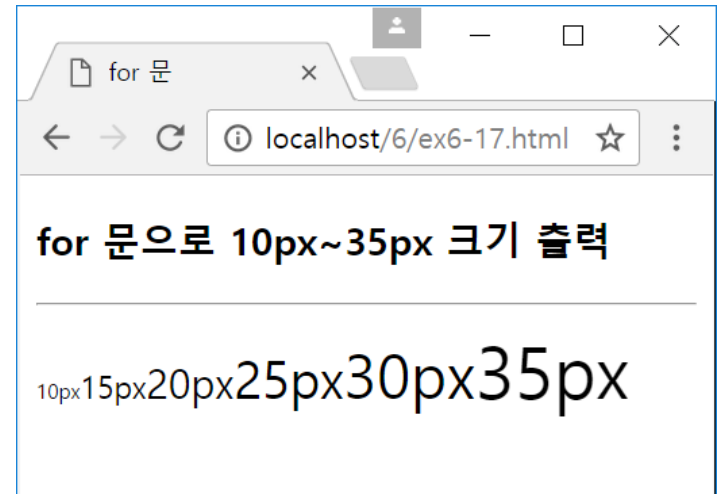 for 문
localhost/6/ex6-17.html
for 문으로 10px~35px 크기 출력
10px15px20px25px30px35px